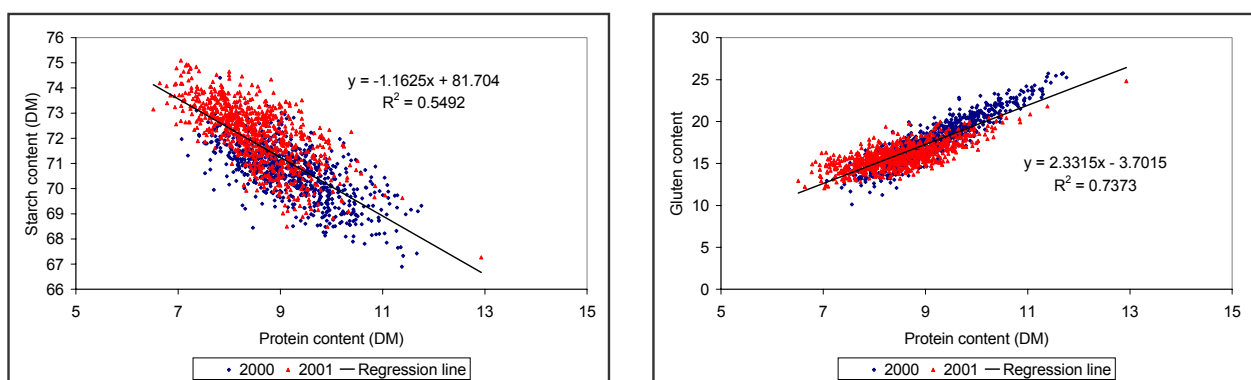 76
75
74
73
72
71
70
69
68
67
66
Starch content (DM)
y = -1.1625x + 81.704
R² = 0.5492
5 7 9 11 13 15
Protein content (DM)
2000 2001 Regression line
30
25
20
15
10
5
0
Gluten content
y = 2.3315x - 3.7015
R² = 0.7373
5 7 9 11 13 15
Protein content (DM)
2000 2001 Regression line